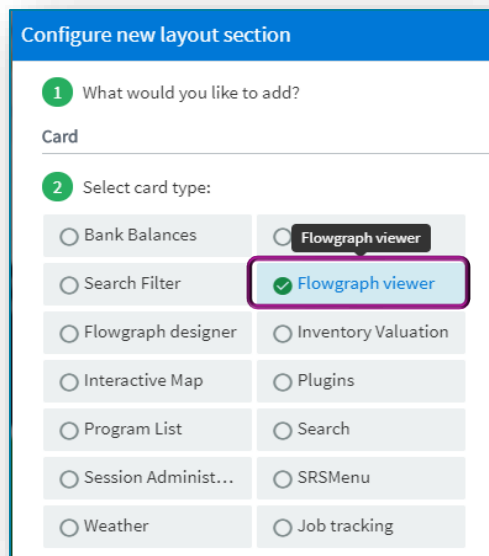 Configure new layout section
1 What would you like to add?
Card
2 Select card type:
Bank Balances
Flowgraph viewer
Search Filter
Flowgraph viewer
Flowgraph designer
Inventory Valuation
Interactive Map
Plugins
Program List
Search
Session Administ...
SRSMenu
Weather
Job tracking